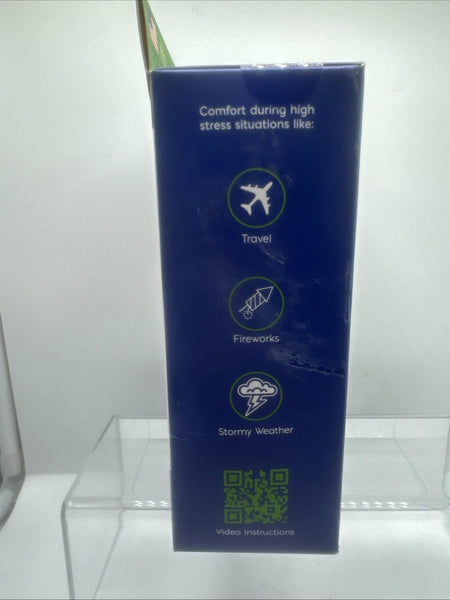 Comfort during high
stress situations like:
Travel
Fireworks
Stormy Weather
Video Instructions